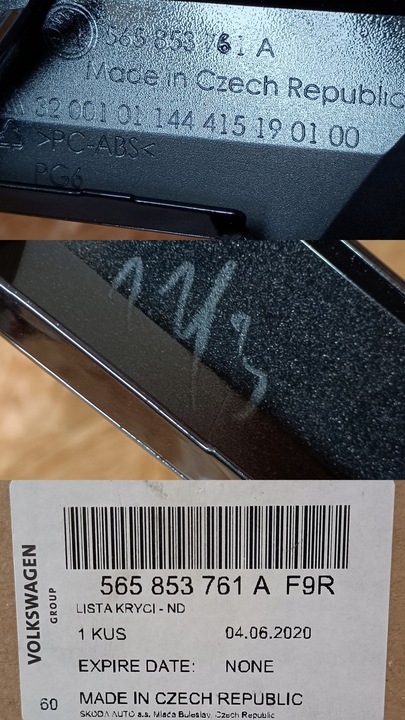 565 853 761 A
Made in Czech Republic
32 001 01 144 415 19 01 00
>PC-ABS<
PG6
VOLKSWAGEN
GROUP
565 853 761 A F9R
LISTA KRYCI - ND
1 KUS 04.06.2020
EXPIRE DATE: NONE
60 MADE IN CZECH REPUBLIC
SKODA AUTO a.s. Mlada Boleslav, Czech Republic